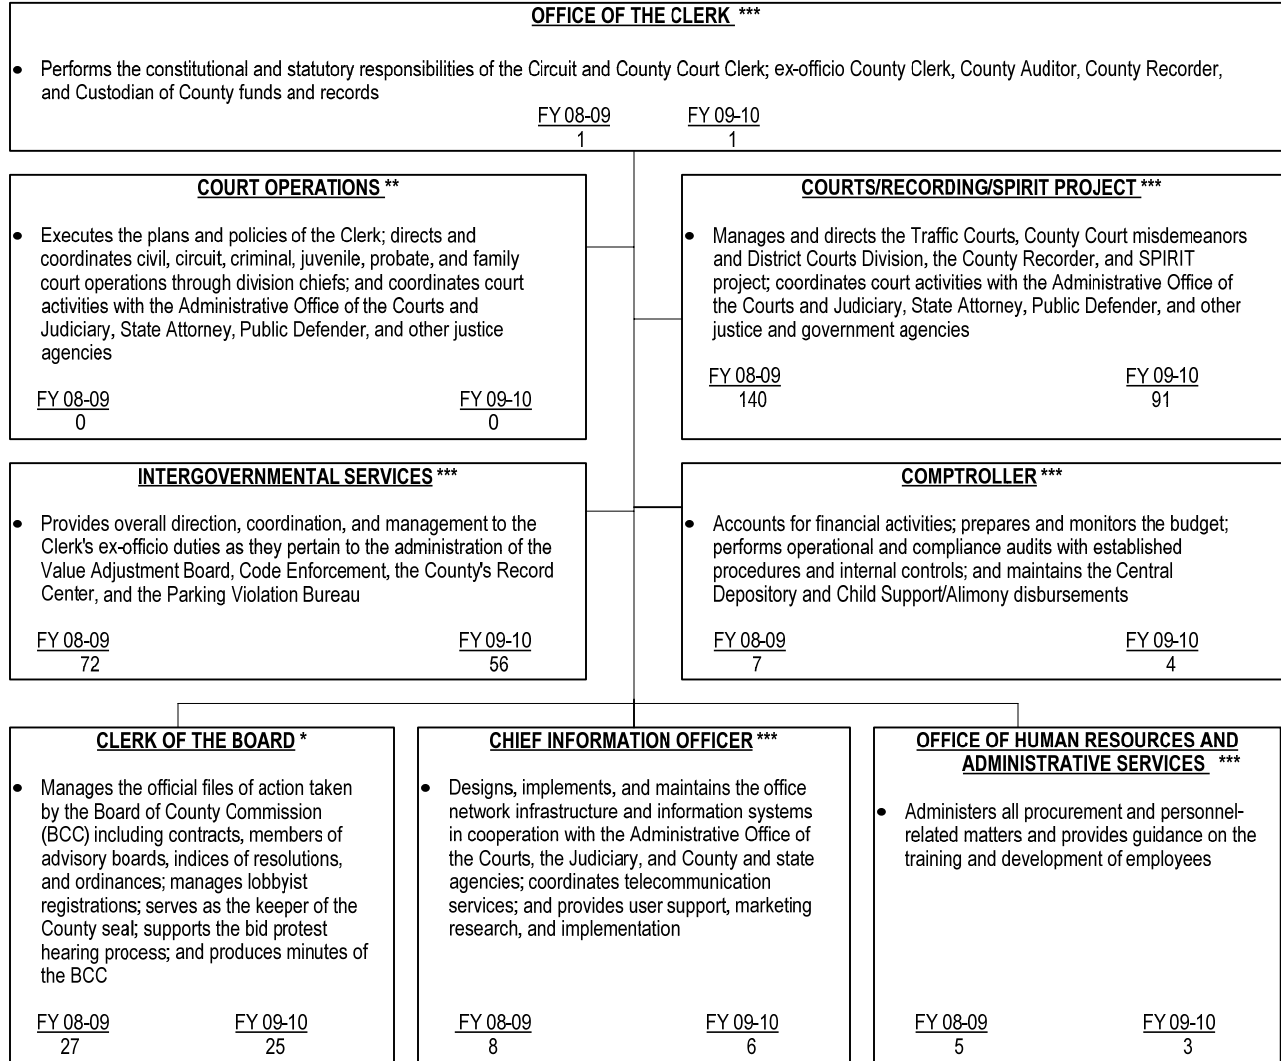 OFFICE OF THE CLERK ***
• Performs the constitutional and statutory responsibilities of the Circuit and County Court Clerk; ex-officio County Clerk, County Auditor, County Recorder,
and Custodian of County funds and records
FY 08-09 FY 09-10
1 1
COURT OPERATIONS **
• Executes the plans and policies of the Clerk; directs and
coordinates civil, circuit, criminal, juvenile, probate, and family
court operations through division chiefs; and coordinates court
activities with the Administrative Office of the Courts and
Judiciary, State Attorney, Public Defender, and other justice
agencies
FY 08-09 FY 09-10
0 0
COURTS/RECORDING/SPIRIT PROJECT ***
• Manages and directs the Traffic Courts, County Court misdemeanors
and District Courts Division, the County Recorder, and SPIRIT
project; coordinates court activities with the Administrative Office of
the Courts and Judiciary, State Attorney, Public Defender, and other
justice and government agencies
FY 08-09 FY 09-10
140 91
INTERGOVERNMENTAL SERVICES ***
• Provides overall direction, coordination, and management to the
Clerk's ex-officio duties as they pertain to the administration of the
Value Adjustment Board, Code Enforcement, the County's Record
Center, and the Parking Violation Bureau
FY 08-09 FY 09-10
72 56
COMPTROLLER ***
• Accounts for financial activities; prepares and monitors the budget;
performs operational and compliance audits with established
procedures and internal controls; and maintains the Central
Depository and Child Support/Alimony disbursements
FY 08-09 FY 09-10
7 4
CLERK OF THE BOARD *
• Manages the official files of action taken
by the Board of County Commission
(BCC) including contracts, members of
advisory boards, indices of resolutions,
and ordinances; manages lobbyist
registrations; serves as the keeper of the
County seal; supports the bid protest
hearing process; and produces minutes of
the BCC
FY 08-09 FY 09-10
27 25
CHIEF INFORMATION OFFICER ***
• Designs, implements, and maintains the office
network infrastructure and information systems
in cooperation with the Administrative Office of
the Courts, the Judiciary, and County and state
agencies; coordinates telecommunication
services; and provides user support, marketing
research, and implementation
FY 08-09 FY 09-10
8 6
OFFICE OF HUMAN RESOURCES AND
ADMINISTRATIVE SERVICES ***
• Administers all procurement and personnel-
related matters and provides guidance on the
training and development of employees
FY 08-09 FY 09-10
5 3